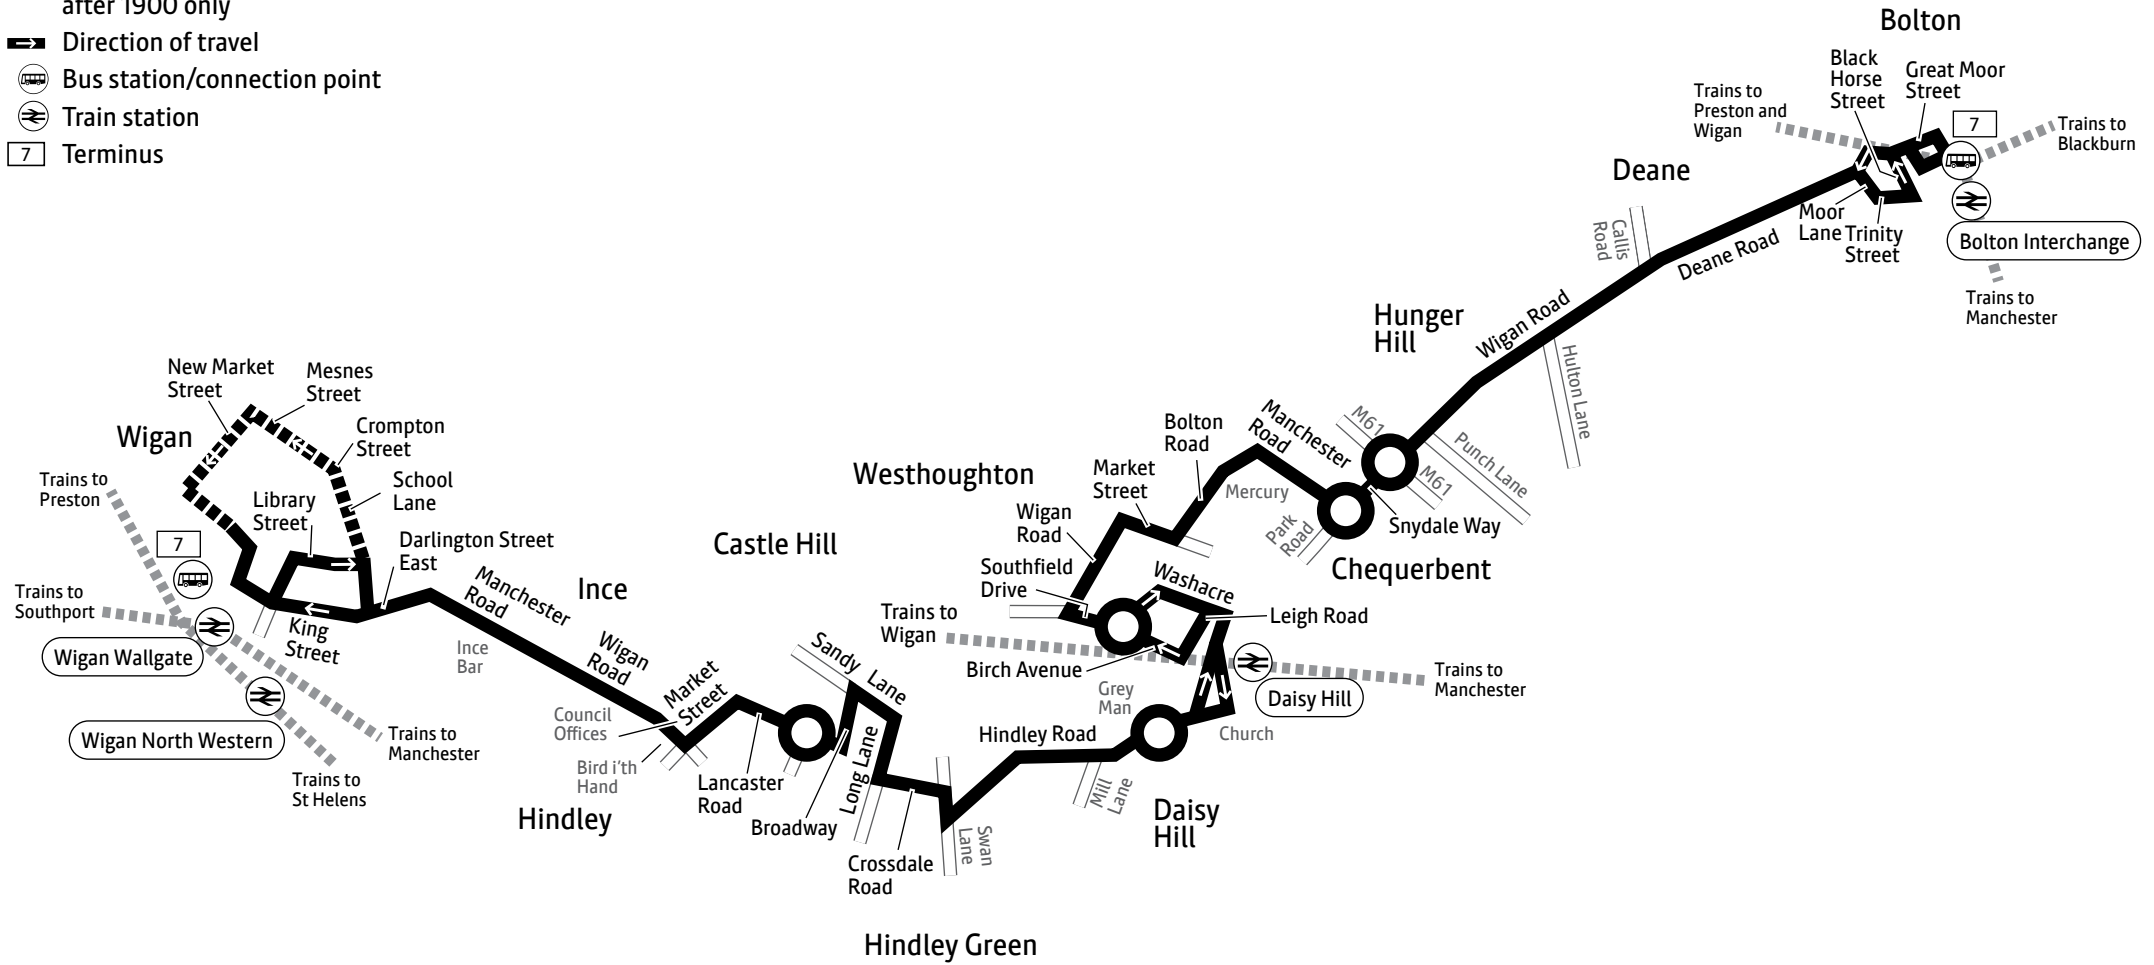 after 1900 only
Direction of travel
Bus station/connection point
Train station
7 Terminus
Bolton
Black
Horse
Street
Great Moor
Street
Trains to
Preston and
Wigan
7
Trains to
Blackburn
Deane
Moor
Lane
Trinity
Street
Bolton Interchange
Trains to
Manchester
Callis
Road
Deane Road
Hunger
Hill
Wigan Road
Hulton Lane
New Market
Street
Mesnes
Street
Crompton
Street
School
Lane
Wigan
Library
Street
Trains to
Preston
7
Darlington Street
East
Trains to
Southport
Wigan Wallgate
King
Street
Wigan North Western
Trains to
Manchester
Trains to
St Helens
Manchester
Road
Ince
Ince
Bar
Wigan
Road
Castle Hill
Market
Street
Council
Offices
Bird i'th
Hand
Hindley
Lancaster
Road
Broadway
Sandy Lane
Long Lane
Crossdale
Road
Swan
Lane
Hindley Green
Westhoughton
Bolton
Road
Market
Street
Wigan
Road
Southfield
Drive
Trains to
Wigan
Birch Avenue
Washacre
Leigh Road
Grey
Man
Daisy Hill
Trains to
Manchester
Church
Hindley Road
Mill
Lane
Daisy
Hill
Manchester
Road
Mercury
Park
Road
M61
M61
Punch Lane
Snydale Way
Chequerbent